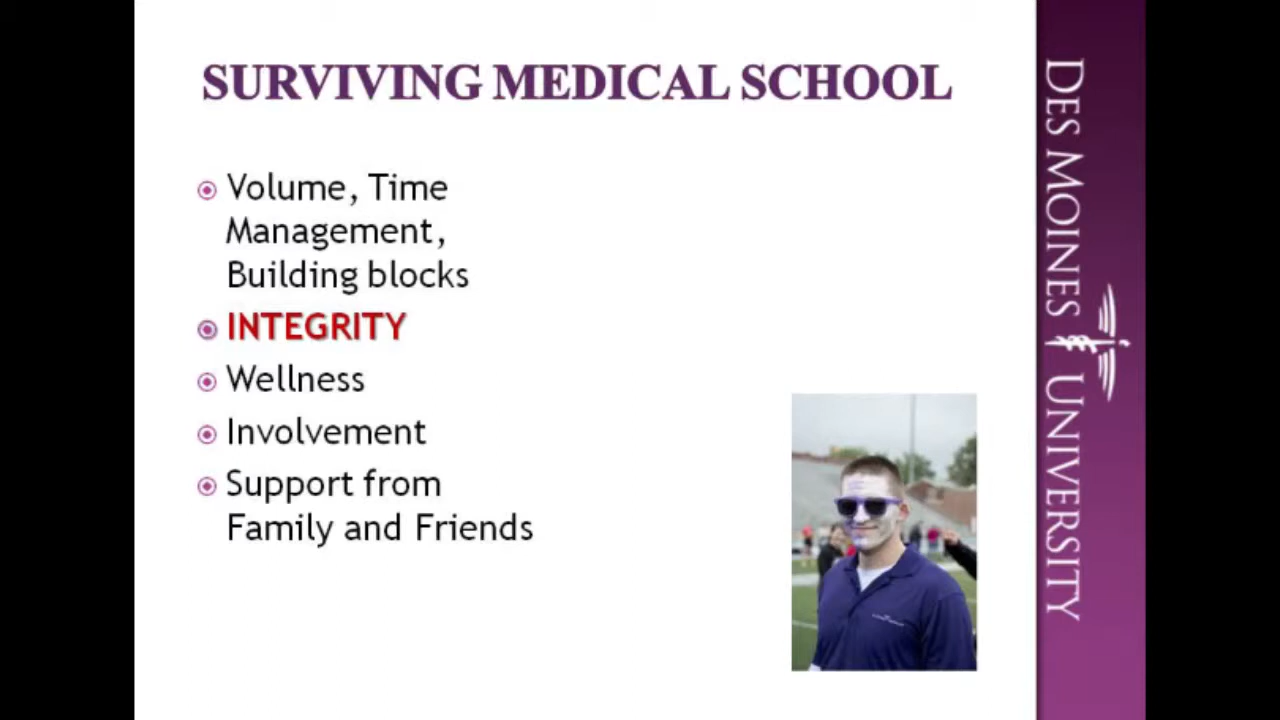 SURVIVING MEDICAL SCHOOL
Volume, Time
Management,
Building blocks
INTEGRITY
Wellness
Involvement
Support from
Family and Friends
DES MOINES UNIVERSITY